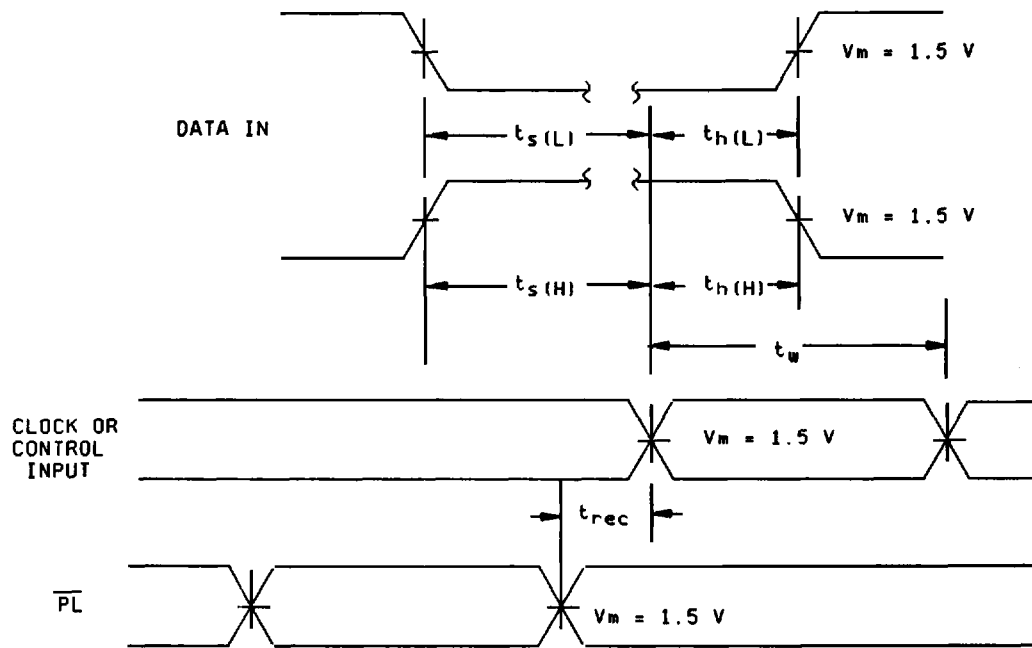 Vm = 1.5 V
DATA IN
ts(L)
th(L)
Vm = 1.5 V
ts(H)
th(H)
tw
CLOCK OR
CONTROL
INPUT
Vm = 1.5 V
trec
PL
Vm = 1.5 V